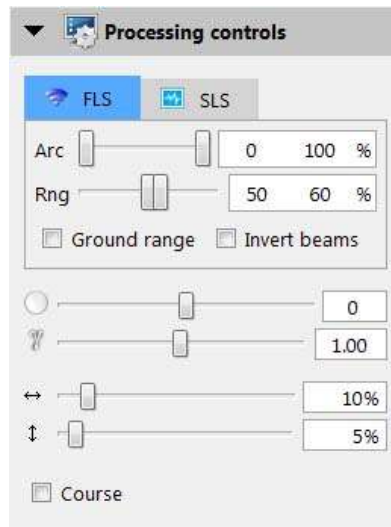 Processing controls
FLS SLS
Arc 0 100 %
Rng 50 60 %
Ground range Invert beams
0
γ 1.00
↔ 10%
↕ 5%
Course